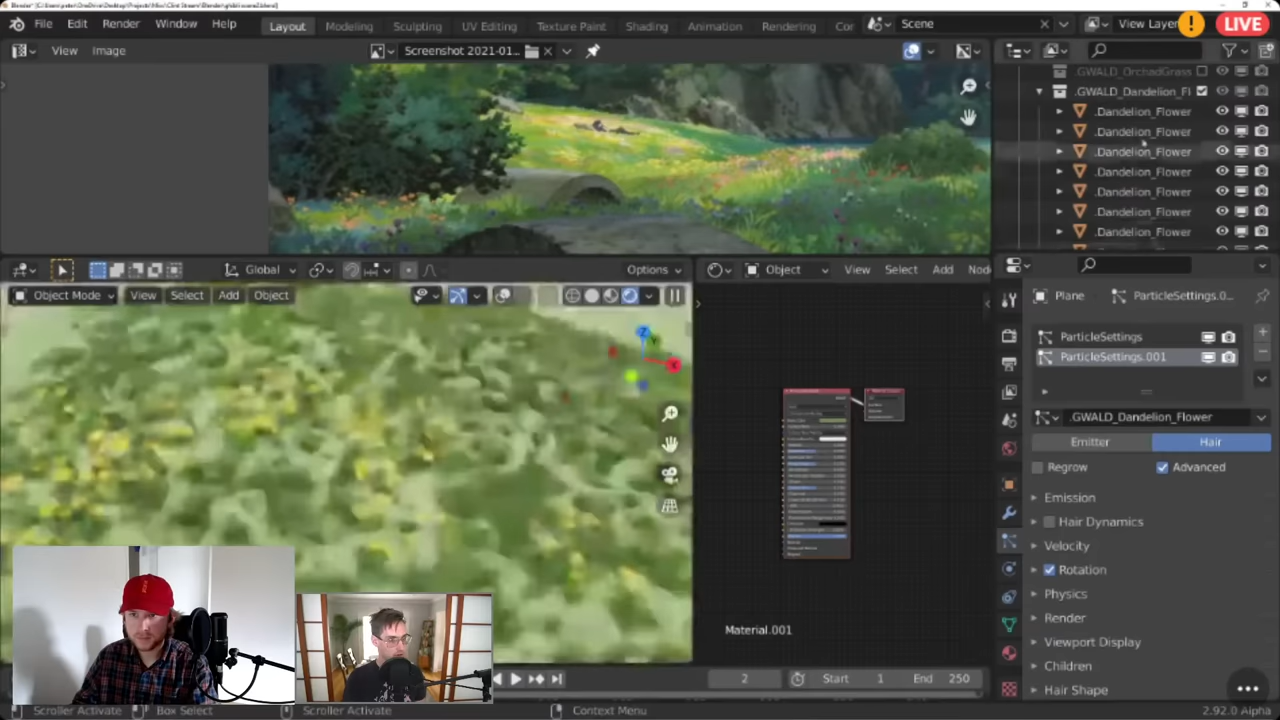 File Edit Render Window Help
Layout Modeling Sculpting UV Editing Texture Paint Shading Animation Rendering Cor
Scene
View Layer
LIVE
View Image
Screenshot 2021-01...
.GWALD_OrchadGrass
.GWALD_Dandelion_Fl
.Dandelion_Flower
.Dandelion_Flower
.Dandelion_Flower
.Dandelion_Flower
.Dandelion_Flower
.Dandelion_Flower
.Dandelion_Flower
Global
Options
Object View Select Add Nod
Object Mode View Select Add Object
Z
Y
X
Plane ParticleSettings.0...
ParticleSettings
ParticleSettings.001
.GWALD_Dandelion_Flower
Emitter Hair
Regrow Advanced
Emission
Hair Dynamics
Velocity
Rotation
Physics
Render
Viewport Display
Children
Hair Shape
Material.001
2 Start 1 End 250
Scroller Activate Box Select Scroller Activate Context Menu 2.92.0 Alpha